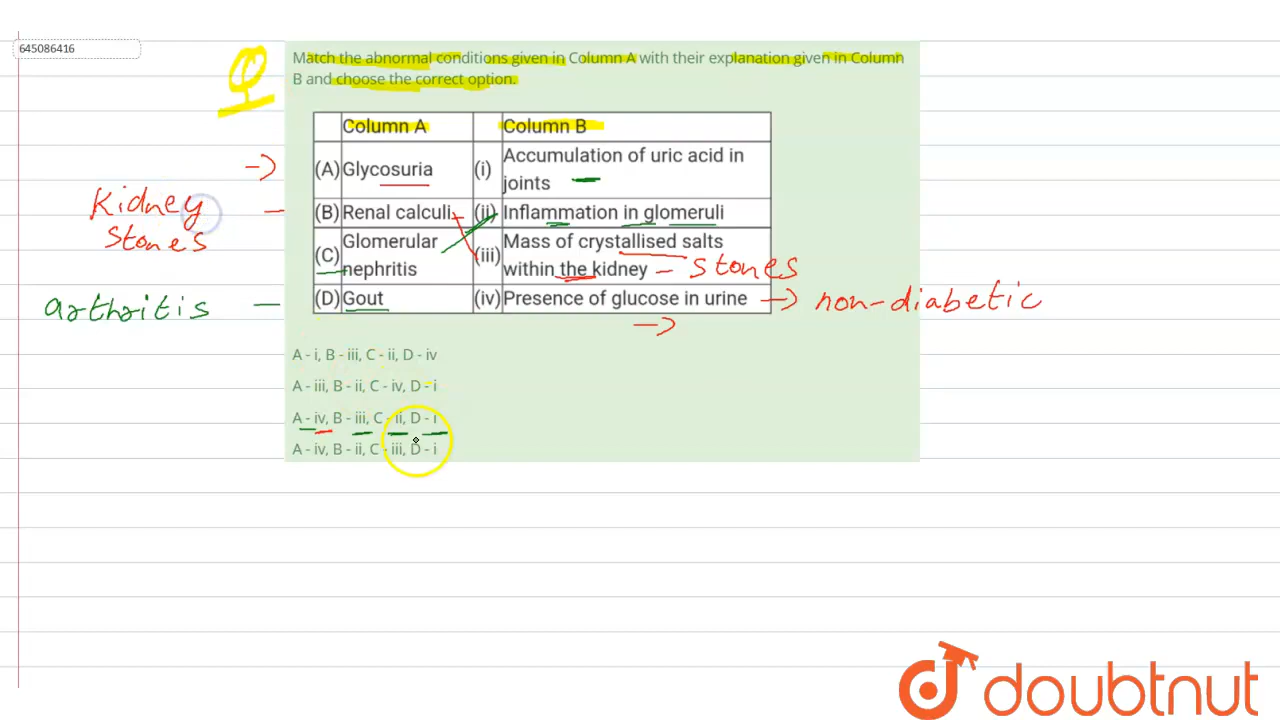 645086416
Q
Match the abnormal conditions given in Column A with their explanation given in Column
B and choose the correct option.
Column A Column B
(A) Glycosuria (i) Accumulation of uric acid in
joints
(B) Renal calculi (ii) Inflammation in glomeruli
(C) Glomerular
nephritis (iii) Mass of crystallised salts
within the kidney
(D) Gout (iv) Presence of glucose in urine
Kidney
Stones
arthritis
stones
non-diabetic
A - i, B - iii, C - ii, D - iv
A - iii, B - ii, C - iv, D - i
A - iv, B - iii, C - ii, D - i
A - iv, B - ii, C - iii, D - i
doubtnut